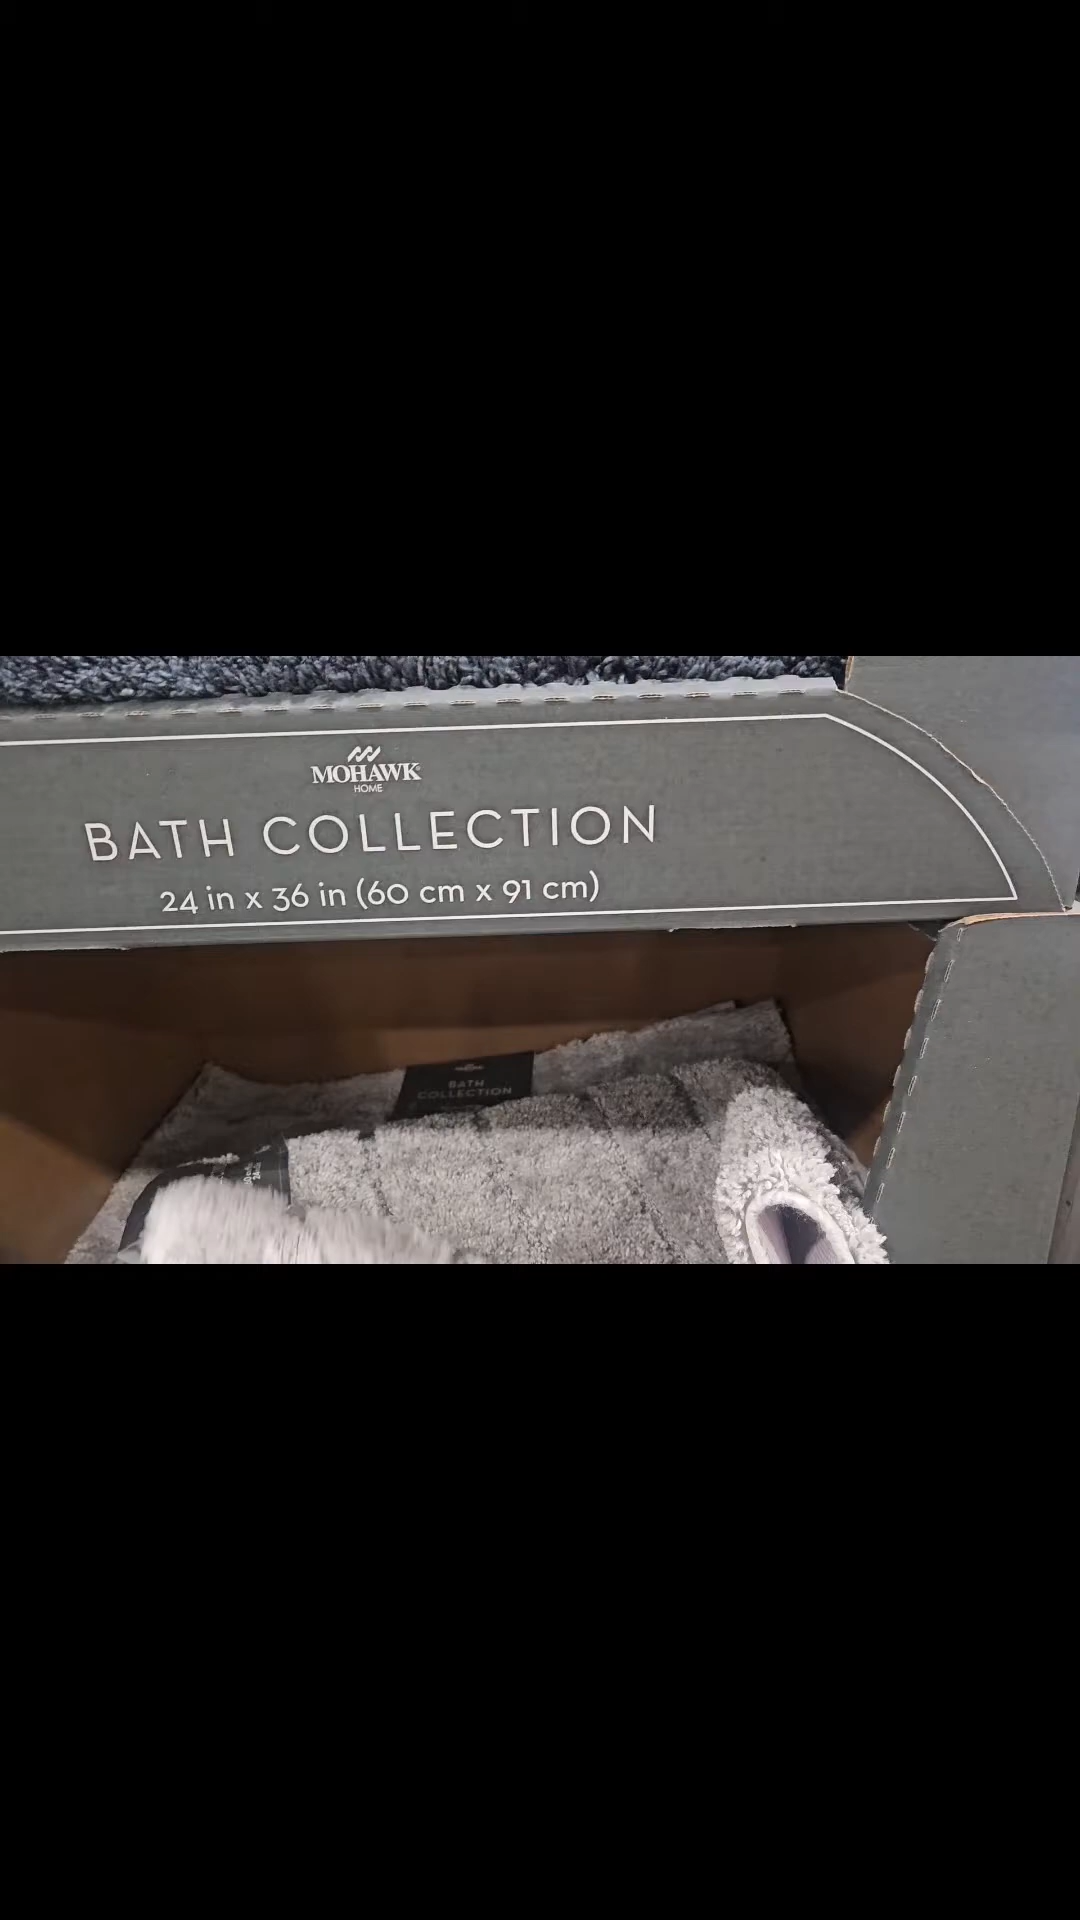 MOHAWK
HOME
BATH COLLECTION
24 in x 36 in (60 cm x 91 cm)
BATH
COLLECTION